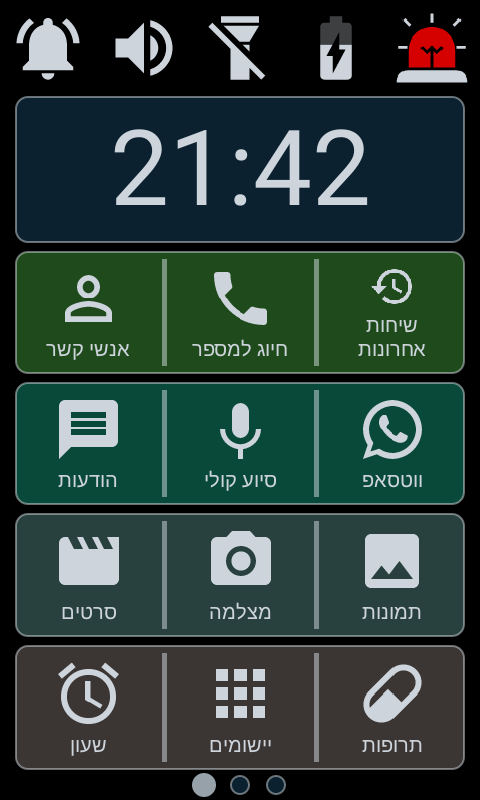 21:42
שיחות
אחרונות
חיוג למספר
אנשי קשר
ווטסאפ
סיוע קולי
הודעות
תמונות
מצלמה
סרטים
תרופות
יישומים
שעון